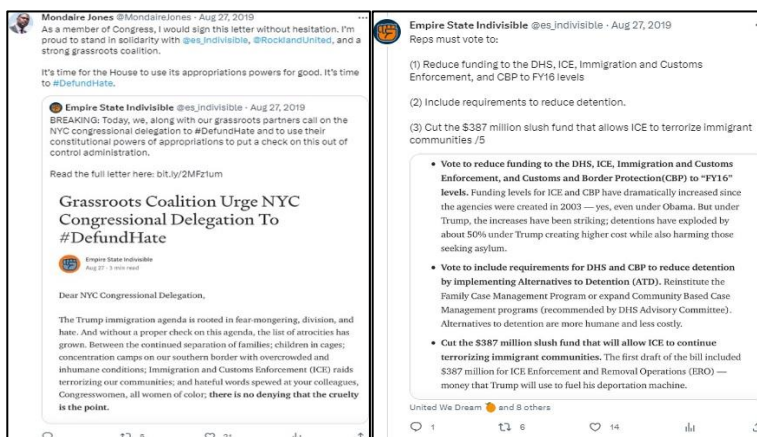 Mondaire Jones @MondaireJones · Aug 27, 2019
As a member of Congress, I would sign this letter without hesitation. I'm
proud to stand in solidarity with @es_indivisible, @RocklandUnited, and a
strong grassroots coalition.
It's time for the House to use its appropriations powers for good. It's time
to #DefundHate.
Empire State Indivisible @es_indivisible · Aug 27, 2019
BREAKING: Today, we, along with our grassroots partners call on the
NYC congressional delegation to #DefundHate and to use their
constitutional powers of appropriations to put a check on this out of
control administration.
Read the full letter here: bit.ly/2MFz1um
Grassroots Coalition Urge NYC
Congressional Delegation To
#DefundHate
Empire State Indivisible
Aug 27 · 3 min read
Dear NYC Congressional Delegation,
The Trump immigration agenda is rooted in fear-mongering, division, and
hate. And without a proper check on this agenda, the list of atrocities has
grown. Between the continued separation of families; children in cages;
concentration camps on our southern border with overcrowded and
inhumane conditions; Immigration and Customs Enforcement (ICE) raids
terrorizing our communities; and hateful words spewed at your colleagues,
Congresswomen, all women of color; there is no denying that the cruelty
is the point.
Empire State Indivisible @es_indivisible · Aug 27, 2019
Reps must vote to:
(1) Reduce funding to the DHS, ICE, Immigration and Customs
Enforcement, and CBP to FY16 levels
(2) Include requirements to reduce detention.
(3) Cut the $387 million slush fund that allows ICE to terrorize immigrant
communities /5
• Vote to reduce funding to the DHS, ICE, Immigration and Customs
Enforcement, and Customs and Border Protection(CBP) to "FY16"
levels. Funding levels for ICE and CBP have dramatically increased since
the agencies were created in 2003 — yes, even under Obama. But under
Trump, the increases have been striking; detentions have exploded by
about 50% under Trump creating higher cost while also harming those
seeking asylum.
• Vote to include requirements for DHS and CBP to reduce detention
by implementing Alternatives to Detention (ATD). Reinstitute the
Family Case Management Program or expand Community Based Case
Management programs (recommended by DHS Advisory Committee).
Alternatives to detention are more humane and less costly.
• Cut the $387 million slush fund that will allow ICE to continue
terrorizing immigrant communities. The first draft of the bill included
$387 million for ICE Enforcement and Removal Operations (ERO) —
money that Trump will use to fuel his deportation machine.
United We Dream and 8 others
1 6 14